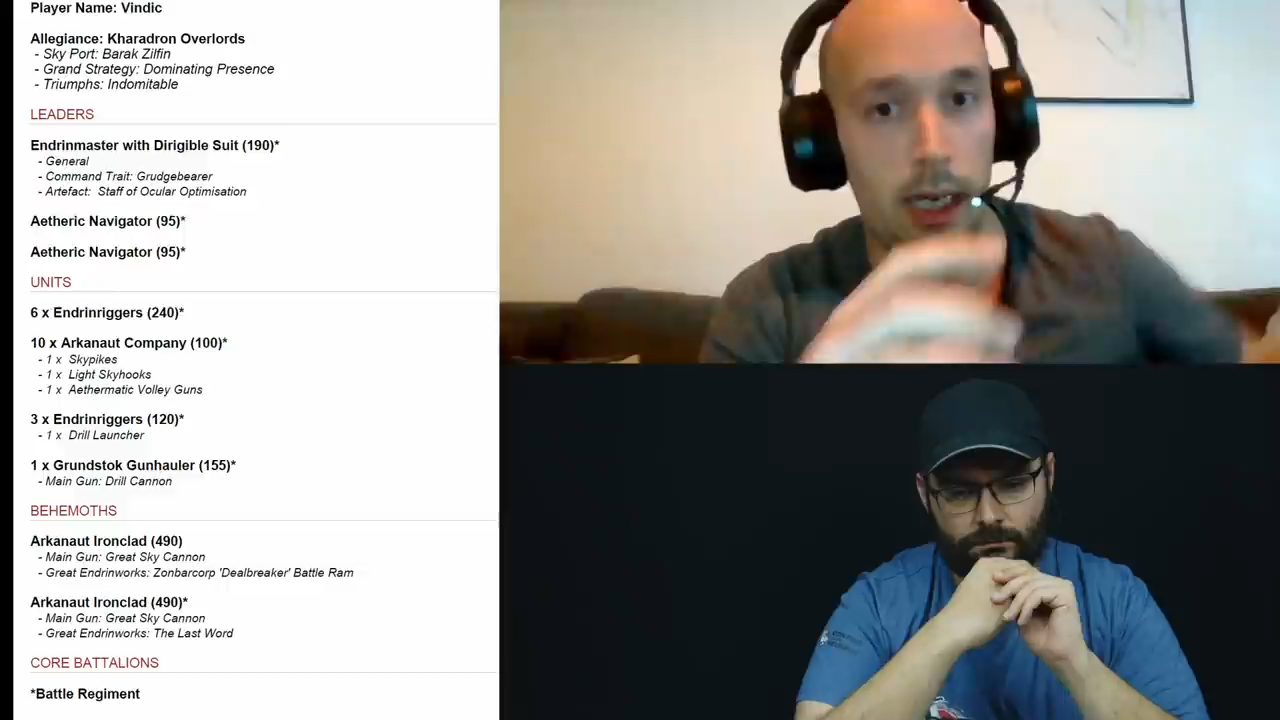 Player Name: Vindic
Allegiance: Kharadron Overlords
- Sky Port: Barak Zilfin
- Grand Strategy: Dominating Presence
- Triumphs: Indomitable
LEADERS
Endrinmaster with Dirigible Suit (190)*
- General
- Command Trait: Grudgebearer
- Artefact: Staff of Ocular Optimisation
Aetheric Navigator (95)*
Aetheric Navigator (95)*
UNITS
6 x Endrinriggers (240)*
10 x Arkanaut Company (100)*
- 1 x Skypikes
- 1 x Light Skyhooks
- 1 x Aethermatic Volley Guns
3 x Endrinriggers (120)*
- 1 x Drill Launcher
1 x Grundstok Gunhauler (155)*
- Main Gun: Drill Cannon
BEHEMOTHS
Arkanaut Ironclad (490)
- Main Gun: Great Sky Cannon
- Great Endrinworks: Zonbarcorp 'Dealbreaker' Battle Ram
Arkanaut Ironclad (490)*
- Main Gun: Great Sky Cannon
- Great Endrinworks: The Last Word
CORE BATTALIONS
*Battle Regiment